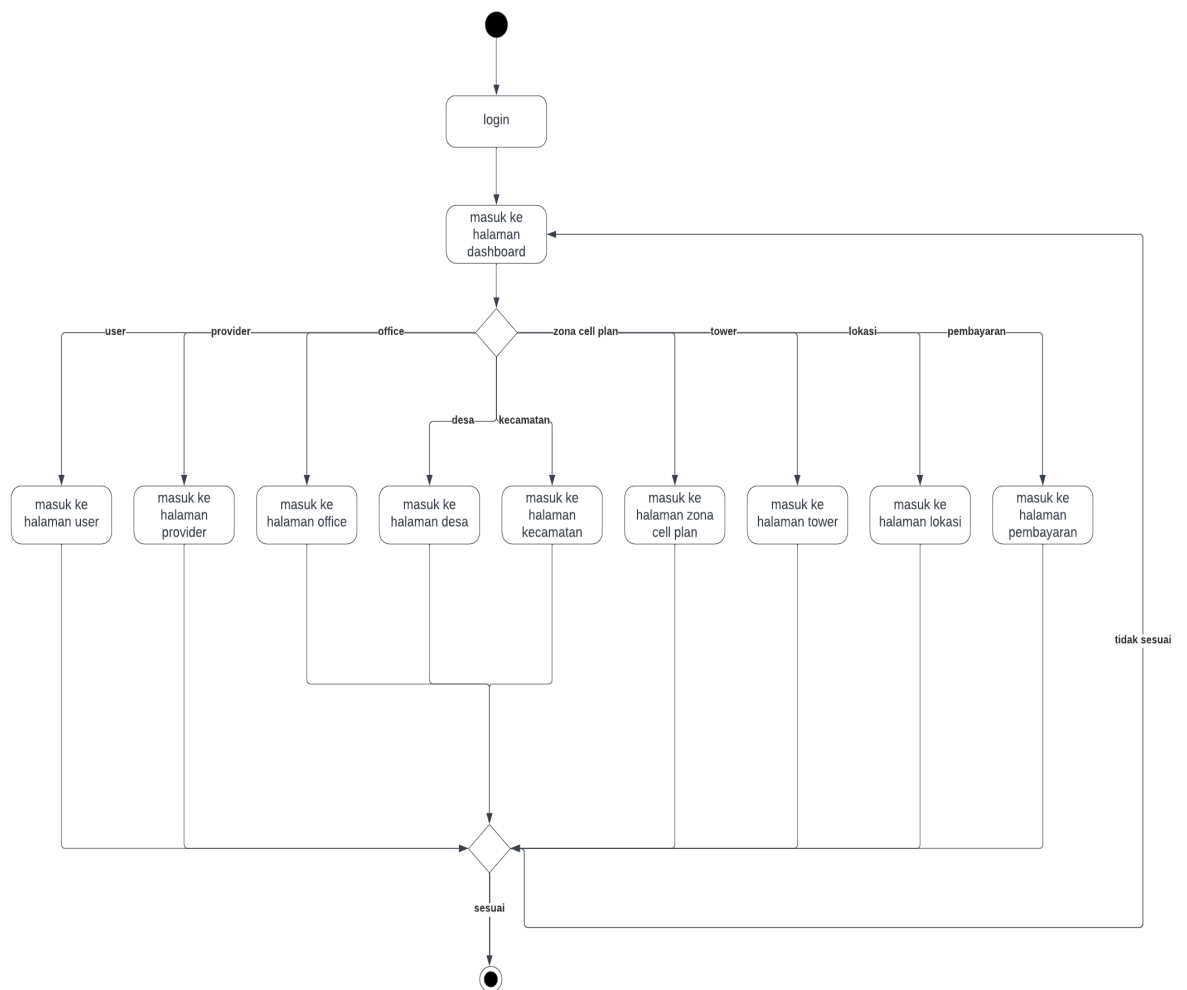 login
masuk ke
halaman
dashboard
user
provider
office
zona cell plan
tower
lokasi
pembayaran
desa
kecamatan
masuk ke
halaman user
masuk ke
halaman
provider
masuk ke
halaman office
masuk ke
halaman desa
masuk ke
halaman
kecamatan
masuk ke
halaman zona
cell plan
masuk ke
halaman tower
masuk ke
halaman lokasi
masuk ke
halaman
pembayaran
tidak sesuai
sesuai